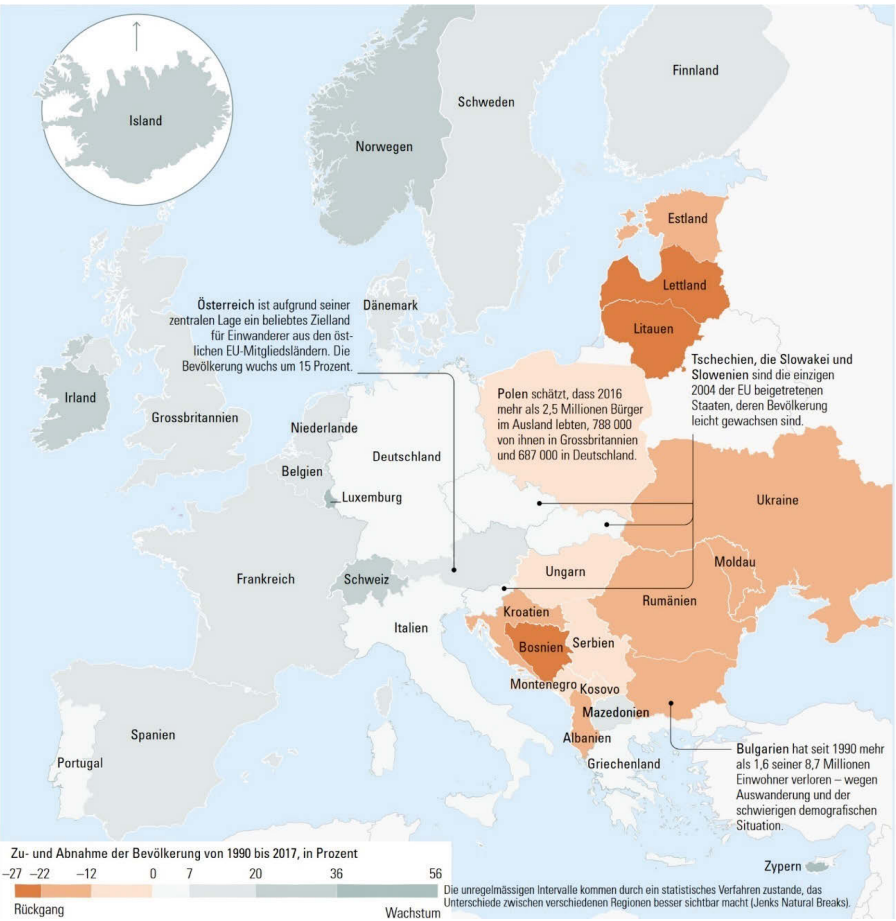 Island
Norwegen
Schweden
Finnland
Estland
Lettland
Litauen
Österreich ist aufgrund seiner
zentralen Lage ein beliebtes Zielland
für Einwanderer aus den öst-
lichen EU-Mitgliedsländern. Die
Bevölkerung wuchs um 15 Prozent.
Dänemark
Tschechien, die Slowakei und
Slowenien sind die einzigen
2004 der EU beigetretenen
Staaten, deren Bevölkerung
leicht gewachsen sind.
Irland
Grossbritannien
Niederlande
Belgien
Luxemburg
Deutschland
Polen schätzt, dass 2016
mehr als 2,5 Millionen Bürger
im Ausland lebten, 788 000
von ihnen in Grossbritannien
und 687 000 in Deutschland.
Ukraine
Moldau
Frankreich
Schweiz
Ungarn
Rumänien
Italien
Kroatien
Bosnien
Serbien
Montenegro
Kosovo
Mazedonien
Albanien
Griechenland
Spanien
Portugal
Bulgarien hat seit 1990 mehr
als 1,6 seiner 8,7 Millionen
Einwohner verloren – wegen
Auswanderung und der
schwierigen demografischen
Situation.
Zypern
Zu- und Abnahme der Bevölkerung von 1990 bis 2017, in Prozent
–27 –22 –12 0 7 20 36 56
Rückgang
Wachstum
Die unregelmässigen Intervalle kommen durch ein statistisches Verfahren zustande, das
Unterschiede zwischen verschiedenen Regionen besser sichtbar macht (Jenks Natural Breaks).